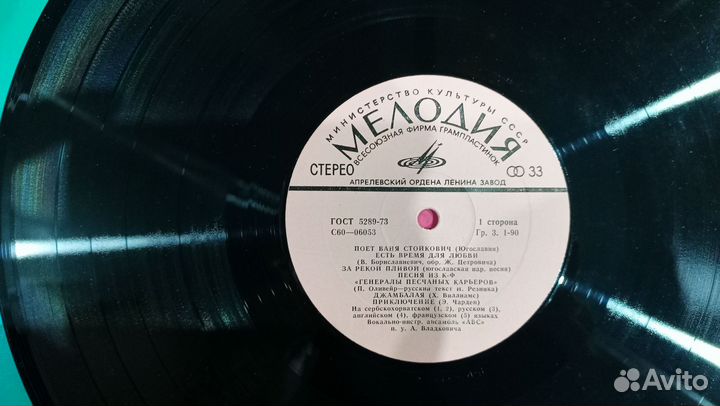 МИНИСТЕРСТВО КУЛЬТУРЫ СССР
МЕЛОДИЯ
ВСЕСОЮЗНАЯ ФИРМА ГРАМПЛАСТИНОК
СТЕРЕО
33
АПРЕЛЕВСКИЙ ОРДЕНА ЛЕНИНА ЗАВОД
ГОСТ 5289-73
1 сторона
С60—06053
Гр. 3. 1-90
ПОЕТ ВАНЯ СТОЙКОВИЧ (Югославия)
ЕСТЬ ВРЕМЯ ДЛЯ ЛЮБВИ
(В. Бориславлевич, обр. Ж. Петровича)
ЗА РЕКОЙ ПЛИВОЙ (югославская нар. песня)
ПЕСНЯ ИЗ К-Ф
«ГЕНЕРАЛЫ ПЕСЧАНЫХ КАРЬЕРОВ»
(П. Оливейр—русский текст И. Резника)
ДЖАМБАЛАЯ (Х. Виллиамс)
ПРИКЛЮЧЕНИЕ (Э. Чарден)
На сербскохорватском (1, 2), русском (3),
английском (4), французском (5) языках
Вокально-инстр. ансамбль «ABC»
п. у. А. Владковича
Avito